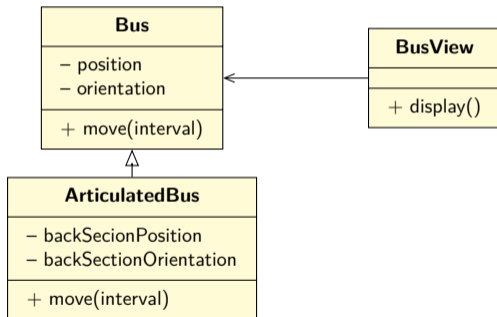 Bus
– position
– orientation
+ move(interval)
BusView
+ display()
ArticulatedBus
– backSecionPosition
– backSectionOrientation
+ move(interval)